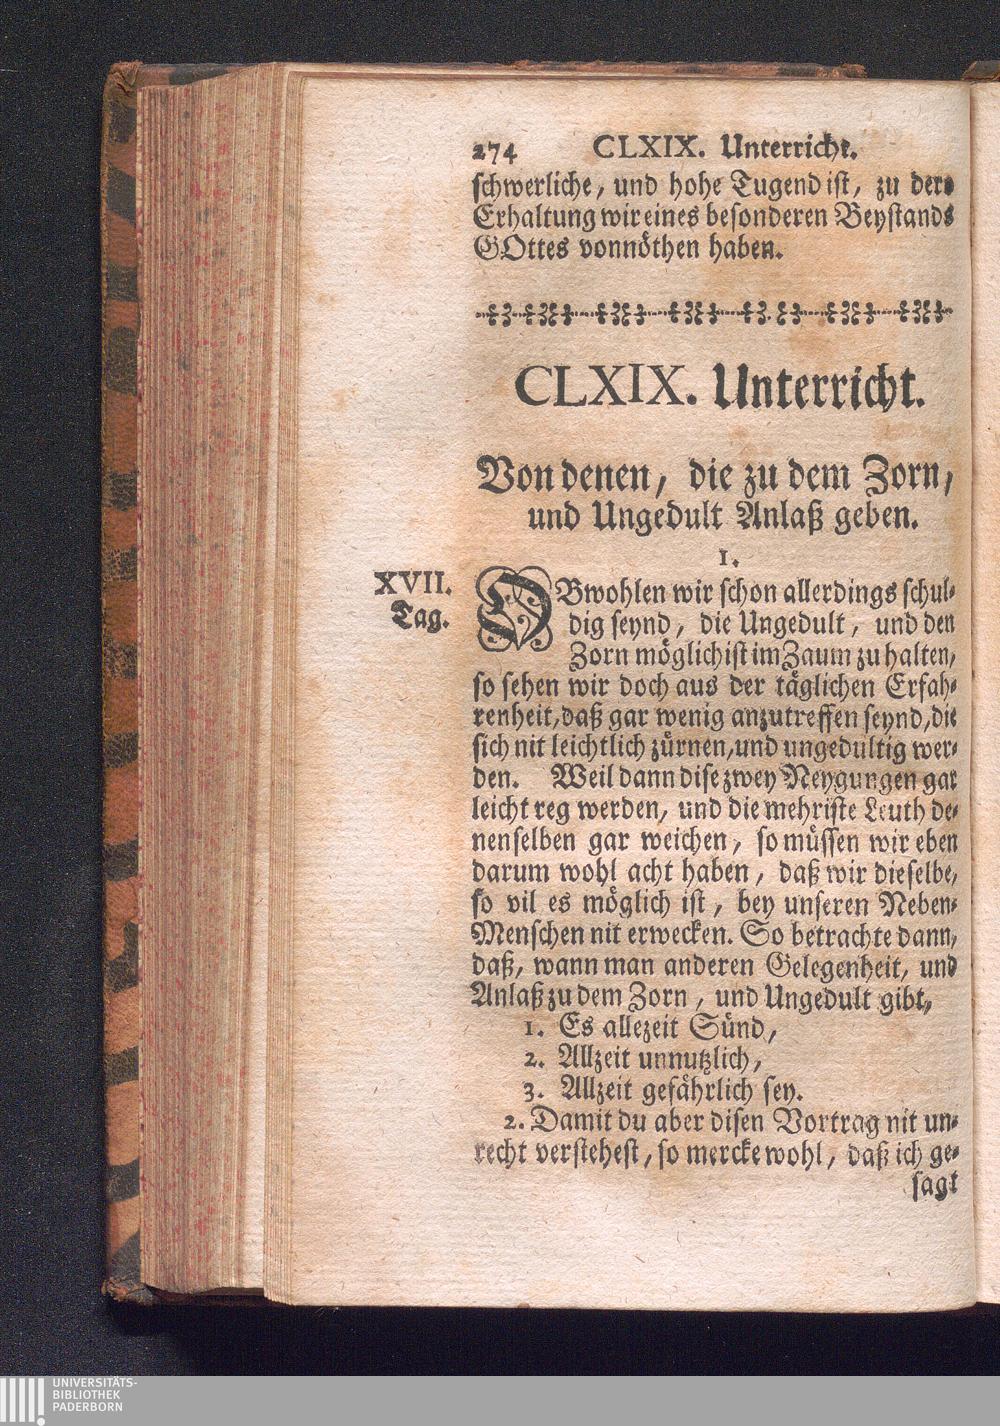 274 CLXIX. Unterricht.
schwerliche, und hohe Tugend ist, zu dero
Erhaltung wir eines besonderen Beystands
GOttes vonnöthen haben.
CLXIX. Unterricht.
Von denen, die zu dem Zorn,
und Ungedult Anlaß geben.
1.
XVII.
Tag.
OBwohlen wir schon allerdings schul-
dig seynd, die Ungedult, und den
Zorn möglichist im Zaum zu halten,
so sehen wir doch aus der täglichen Erfah-
renheit, daß gar wenig anzutreffen seynd, die
sich nit leichtlich zürnen, und ungedultig wer-
den. Weil dann dise zwey Neygungen gar
leicht reg werden, und die mehriste Leuth de-
nenselben gar weichen, so müssen wir eben
darum wohl acht haben, daß wir dieselbe,
so vil es möglich ist, bey unseren Neben-
Menschen nit erwecken. So betrachte dann,
daß, wann man anderen Gelegenheit, und
Anlaß zu dem Zorn, und Ungedult gibt,
1. Es allezeit Sünd,
2. Allzeit unnutzlich,
3. Allzeit gefährlich sey.
2. Damit du aber disen Vortrag nit un-
recht verstehest, so mercke wohl, daß ich ge-
sagt
UNIVERSITÄTS-
BIBLIOTHEK
PADERBORN